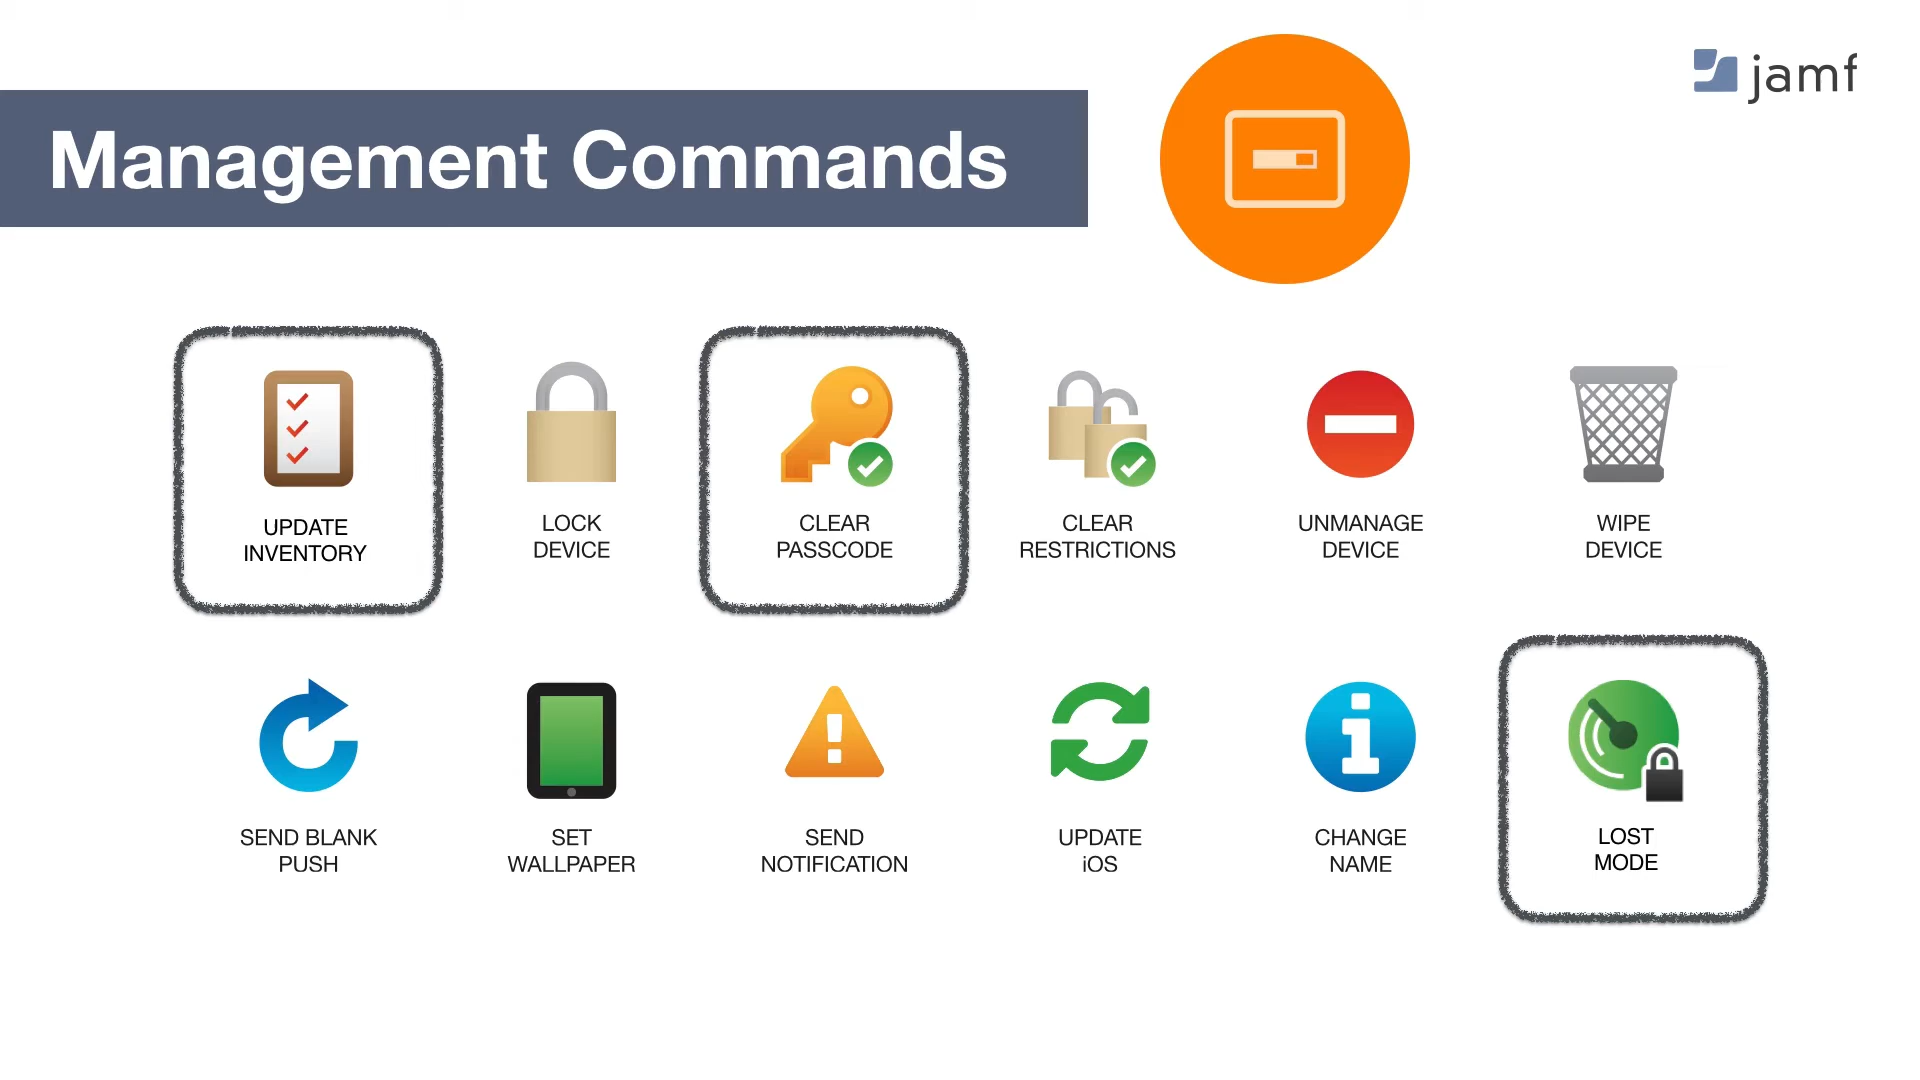 jamf
Management Commands
UPDATE
INVENTORY
LOCK
DEVICE
CLEAR
PASSCODE
CLEAR
RESTRICTIONS
UNMANAGE
DEVICE
WIPE
DEVICE
SEND BLANK
PUSH
SET
WALLPAPER
SEND
NOTIFICATION
UPDATE
iOS
CHANGE
NAME
LOST
MODE